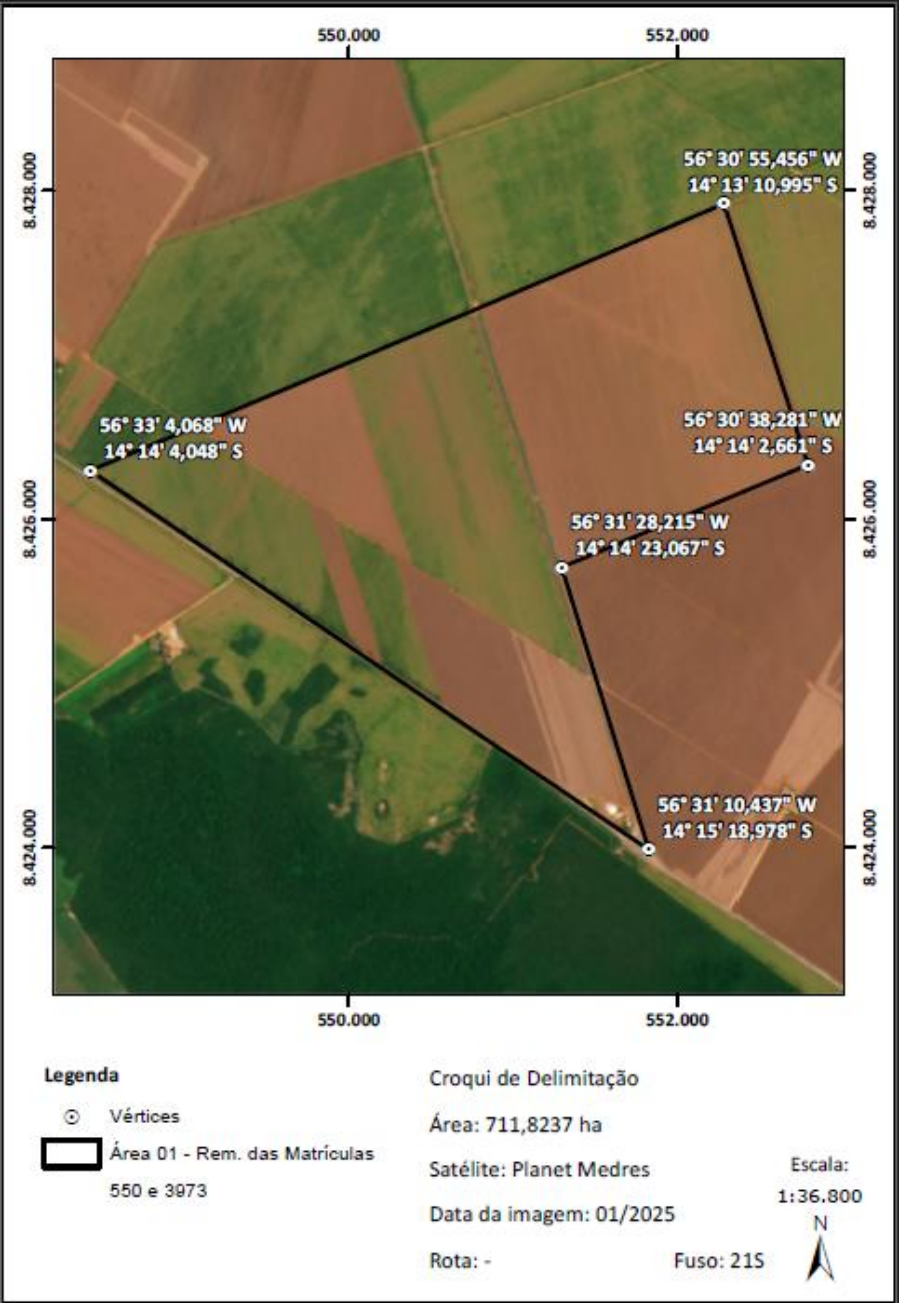 550.000
552.000
56° 30' 55,456" W
14° 13' 10,995" S
8.428.000
8.428.000
56° 33' 4,068" W
14° 14' 4,048" S
56° 30' 38,281" W
14° 14' 2,661" S
8.426.000
8.426.000
56° 31' 28,215" W
14° 14' 23,067" S
56° 31' 10,437" W
14° 15' 18,978" S
8.424.000
8.424.000
550.000
552.000
Legenda
Vértices
Área 01 - Rem. das Matrículas
550 e 3973
Croqui de Delimitação
Área: 711,8237 ha
Satélite: Planet Medres
Data da imagem: 01/2025
Rota: -
Fuso: 21S
Escala:
1:36.800
N